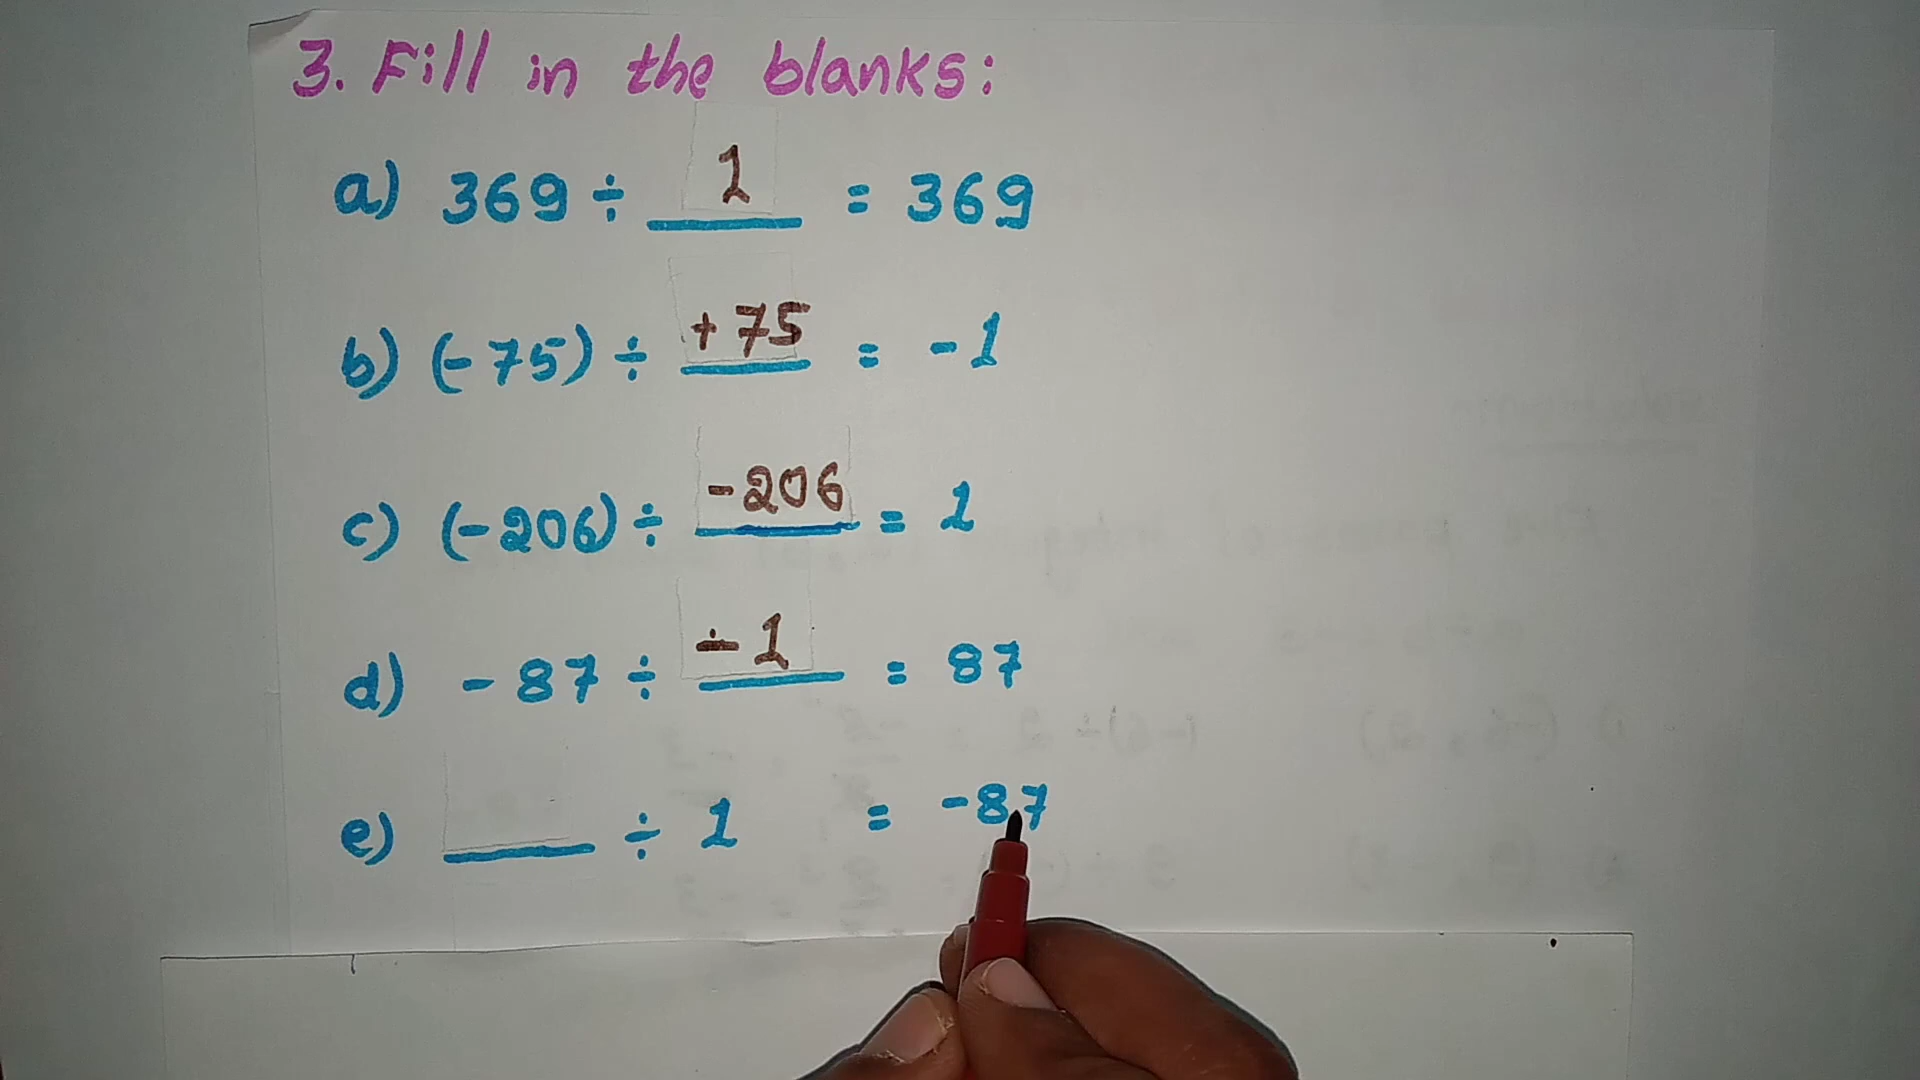 3. Fill in the blanks:
a) 369 ÷ 1 = 369
b) (-75) ÷ +75 = -1
c) (-206) ÷ -206 = 1
d) -87 ÷ -1 = 87
e) ____ ÷ 1 = -87